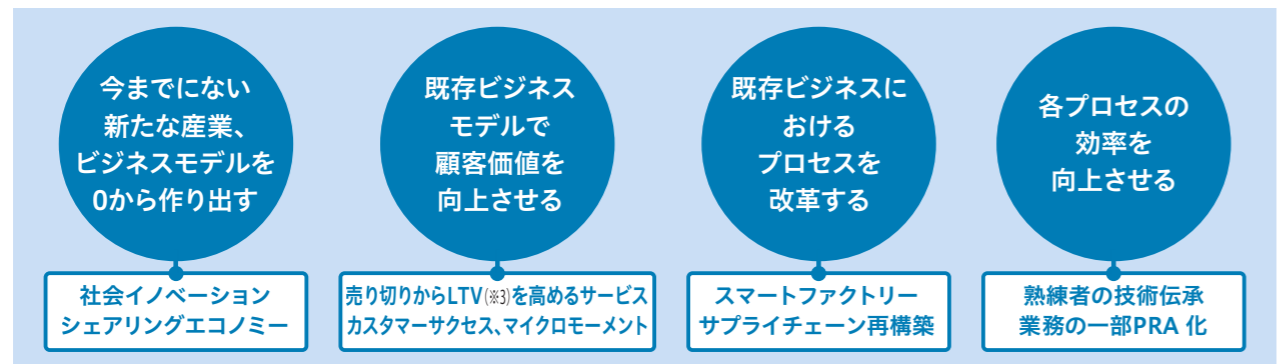 今までにない
新たな産業、
ビジネスモデルを
0から作り出す
社会イノベーション
シェアリングエコノミー
既存ビジネス
モデルで
顧客価値を
向上させる
売り切りからLTV(※3)を高めるサービス
カスタマーサクセス、マイクロモーメント
既存ビジネスに
おける
プロセスを
改革する
スマートファクトリー
サプライチェーン再構築
各プロセスの
効率を
向上させる
熟練者の技術伝承
業務の一部PRA 化